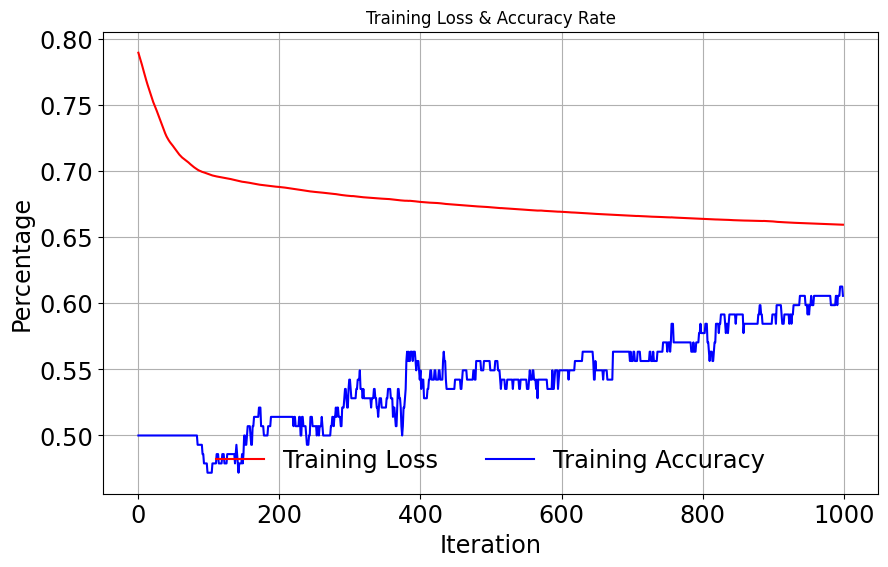 Training Loss & Accuracy Rate
0.80
0.75
0.70
0.65
0.60
0.55
0.50
Percentage
Training Loss
Training Accuracy
0
200
400
600
800
1000
Iteration